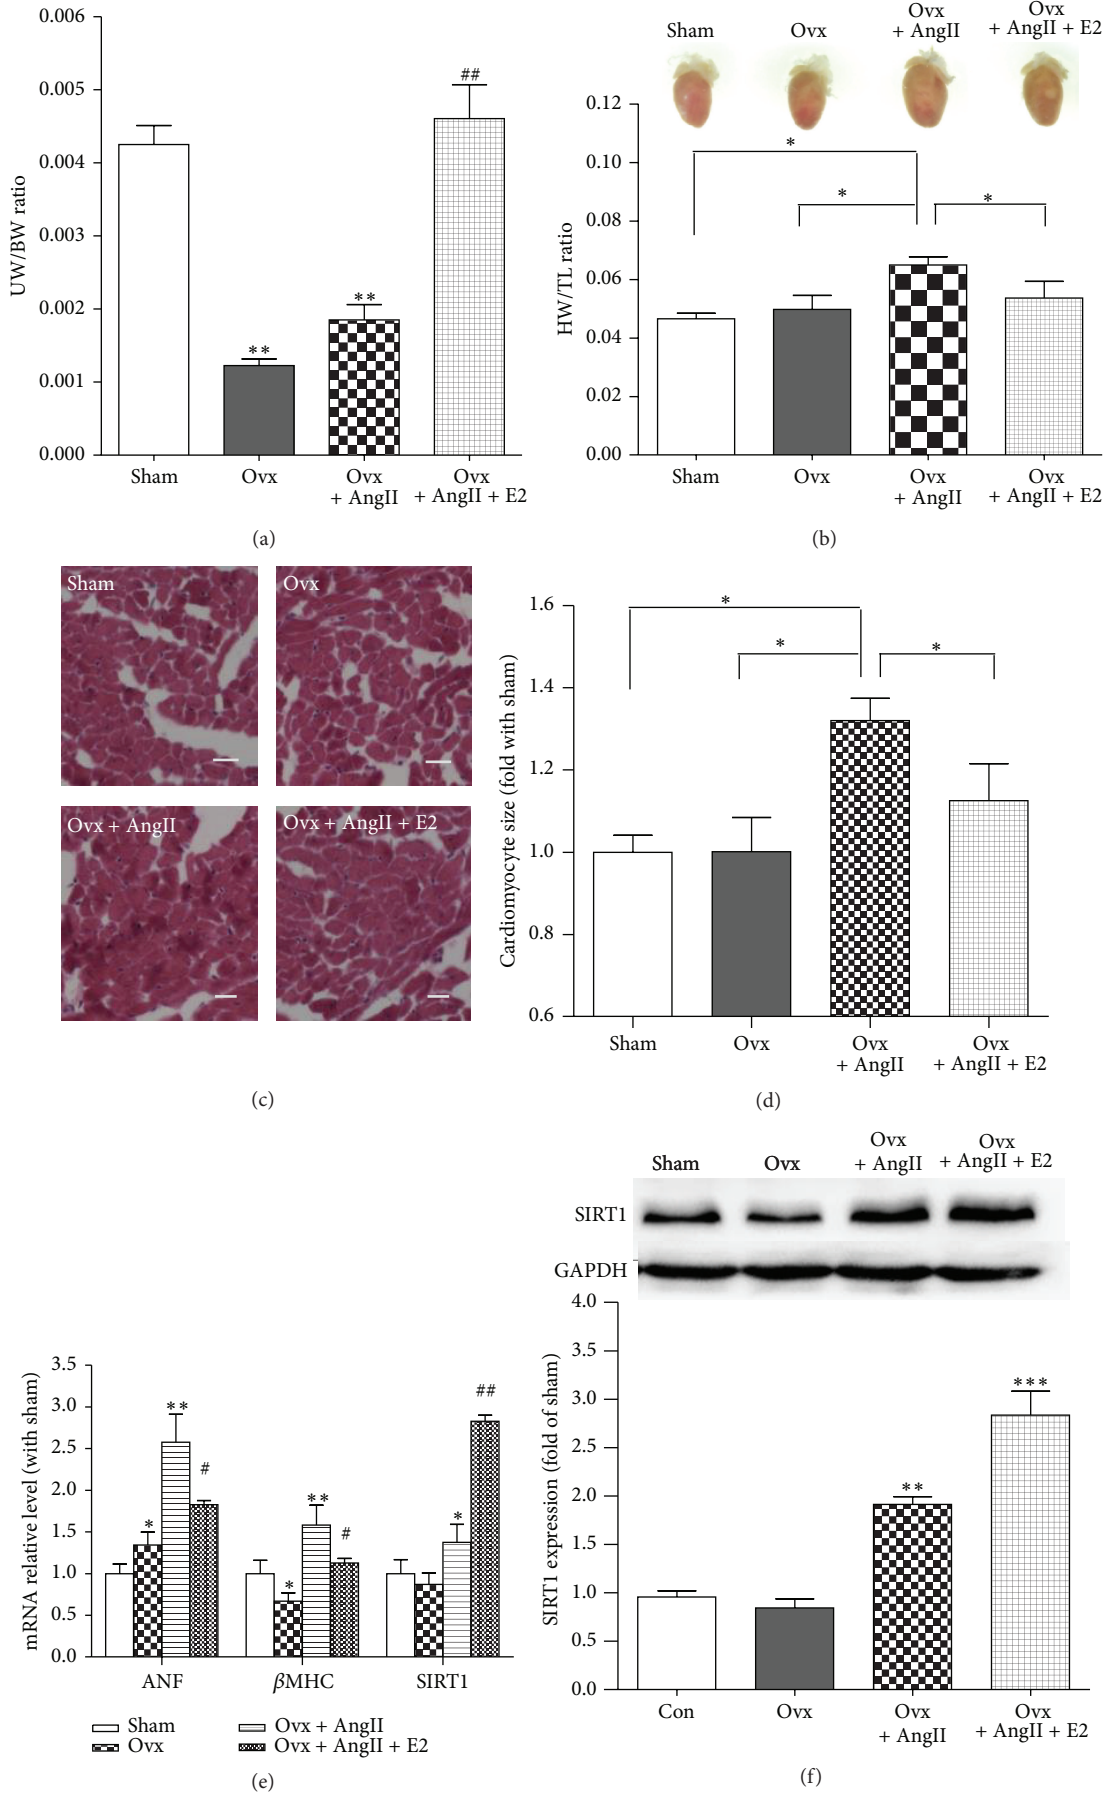 0.006
0.005
0.004
0.003
0.002
0.001
0.000
UW/BW ratio
**
**
##
Sham
Ovx
Ovx
+ AngII
Ovx
+ AngII + E2
(a)
Sham
Ovx
Ovx
+ AngII
Ovx
+ AngII + E2
0.12
0.10
0.08
0.06
0.04
0.02
0.00
HW/TL ratio
*
*
*
Sham
Ovx
Ovx
+ AngII
Ovx
+ AngII + E2
(b)
Sham
Ovx
Ovx + AngII
Ovx + AngII + E2
(c)
1.6
1.4
1.2
1.0
0.8
0.6
Cardiomyocyte size (fold with sham)
*
*
*
Sham
Ovx
Ovx
+ AngII
Ovx
+ AngII + E2
(d)
3.5
3.0
2.5
2.0
1.5
1.0
0.5
0.0
mRNA relative level (with sham)
*
**
#
*
**
#
*
##
ANF
βMHC
SIRT1
Sham
Ovx
Ovx + AngII
Ovx + AngII + E2
(e)
Sham
Ovx
Ovx
+ AngII
Ovx
+ AngII + E2
SIRT1
GAPDH
4.0
3.5
3.0
2.5
2.0
1.5
1.0
0.5
0.0
SIRT1 expression (fold of sham)
**
***
Con
Ovx
Ovx
+ AngII
Ovx
+ AngII + E2
(f)